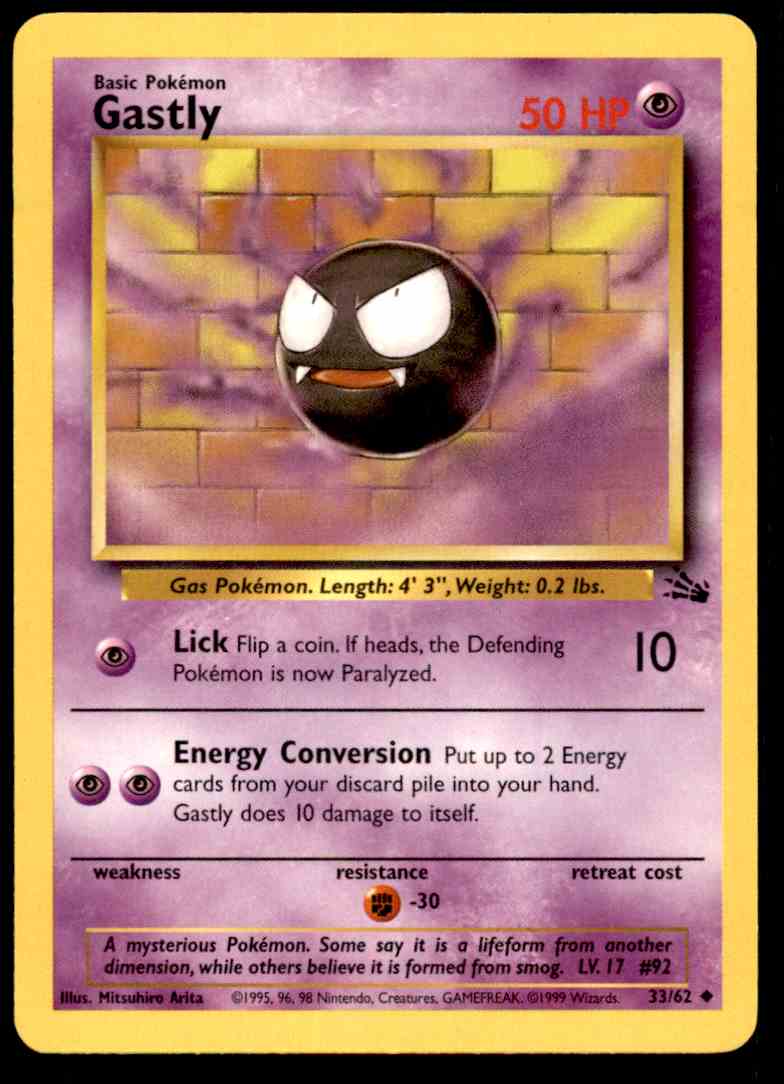 Basic Pokémon
Gastly
50 HP
Gas Pokémon. Length: 4' 3", Weight: 0.2 lbs.
Lick Flip a coin. If heads, the Defending
Pokémon is now Paralyzed.
10
Energy Conversion Put up to 2 Energy
cards from your discard pile into your hand.
Gastly does 10 damage to itself.
weakness resistance retreat cost
-30
A mysterious Pokémon. Some say it is a lifeform from another
dimension, while others believe it is formed from smog. LV. 17 #92
Illus. Mitsuhiro Arita ©1995, 96, 98 Nintendo, Creatures, GAMEFREAK. ©1999 Wizards. 33/62